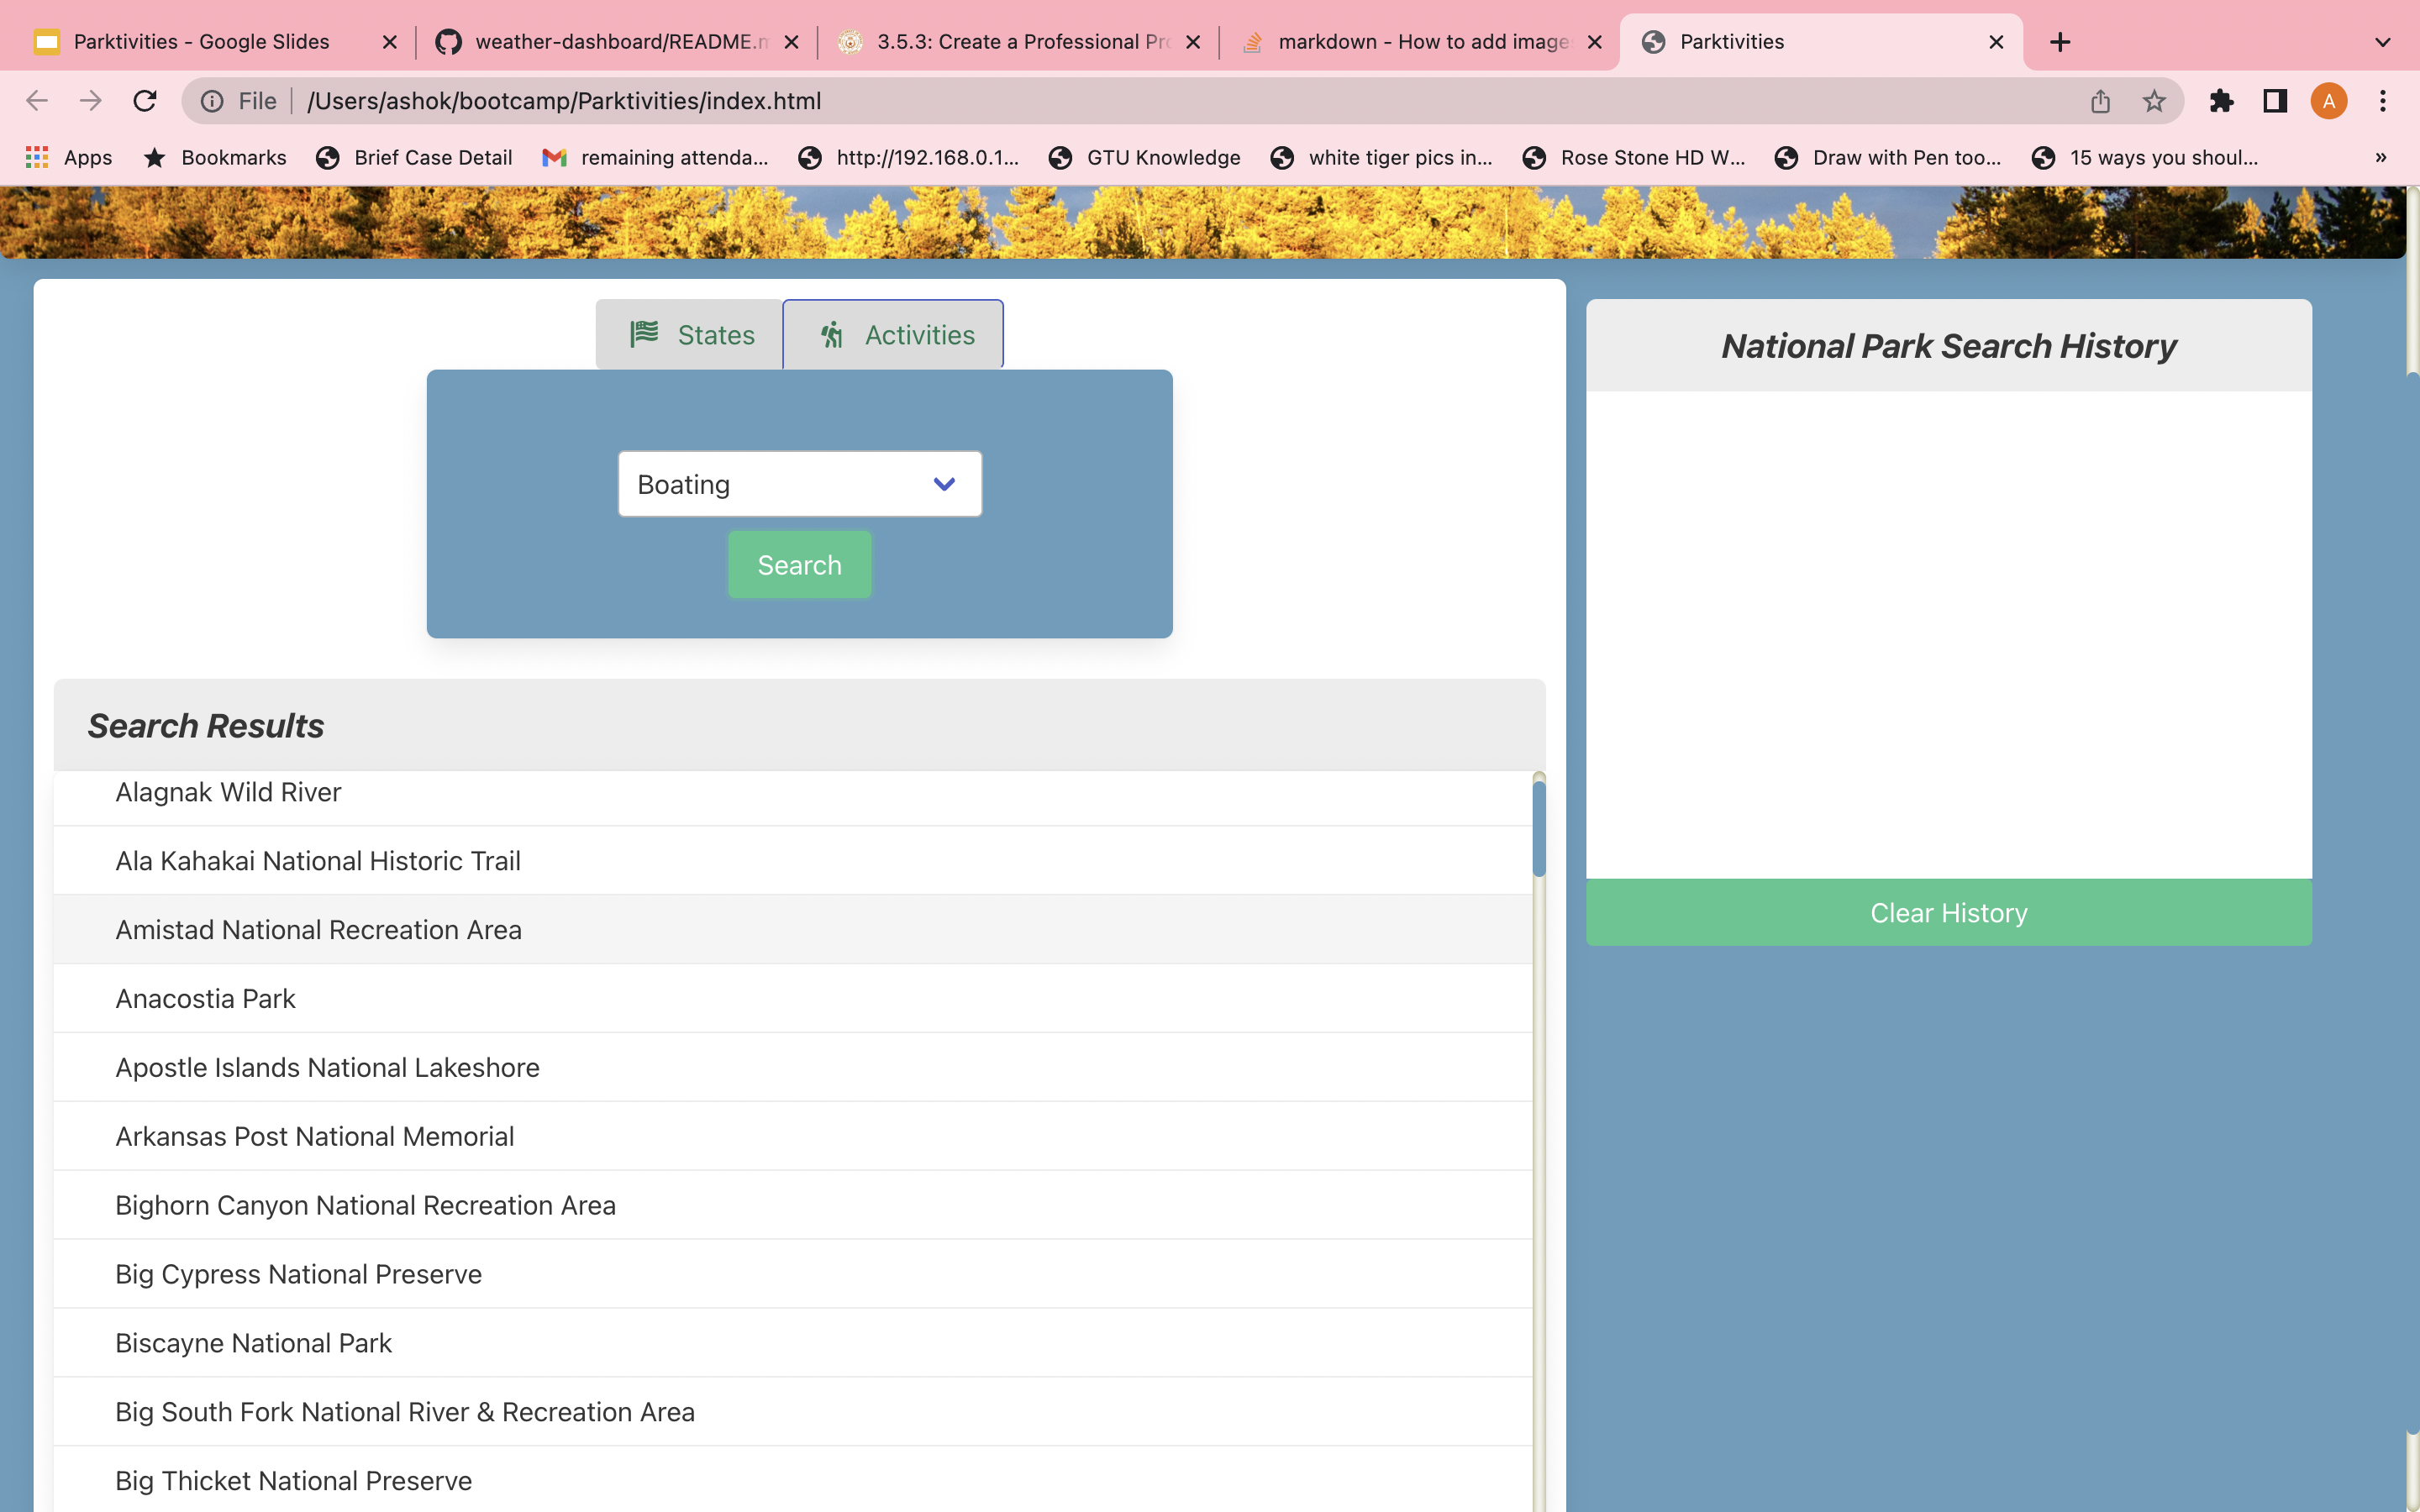 Parktivities - Google Slides
weather-dashboard/README.m
3.5.3: Create a Professional Pro
markdown - How to add image
Parktivities
File
/Users/ashok/bootcamp/Parktivities/index.html
A
Apps
Bookmarks
Brief Case Detail
remaining attenda...
http://192.168.0.1...
GTU Knowledge
white tiger pics in...
Rose Stone HD W...
Draw with Pen too...
15 ways you shoul...
»
States
Activities
Boating
Search
Search Results
Alagnak Wild River
Ala Kahakai National Historic Trail
Amistad National Recreation Area
Anacostia Park
Apostle Islands National Lakeshore
Arkansas Post National Memorial
Bighorn Canyon National Recreation Area
Big Cypress National Preserve
Biscayne National Park
Big South Fork National River & Recreation Area
Big Thicket National Preserve
National Park Search History
Clear History